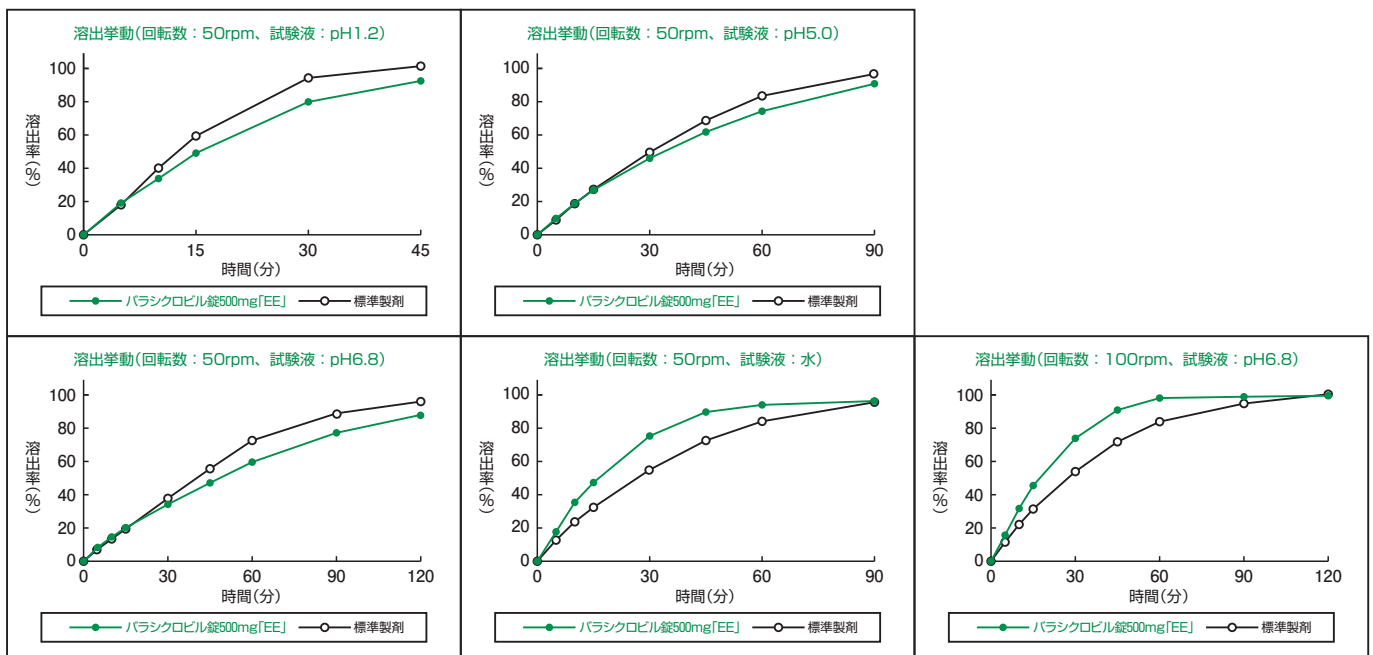 溶出挙動(回転数：50rpm、試験液：pH1.2)
100
80
60
40
20
0
溶出率(%)
0 15 30 45
時間(分)
バラシクロビル錠500mg「EE」 標準製剤
溶出挙動(回転数：50rpm、試験液：pH5.0)
100
80
60
40
20
0
溶出率(%)
0 30 60 90
時間(分)
バラシクロビル錠500mg「EE」 標準製剤
溶出挙動(回転数：50rpm、試験液：pH6.8)
100
80
60
40
20
0
溶出率(%)
0 30 60 90 120
時間(分)
バラシクロビル錠500mg「EE」 標準製剤
溶出挙動(回転数：50rpm、試験液：水)
100
80
60
40
20
0
溶出率(%)
0 30 60 90
時間(分)
バラシクロビル錠500mg「EE」 標準製剤
溶出挙動(回転数：100rpm、試験液：pH6.8)
100
80
60
40
20
0
溶出率(%)
0 30 60 90 120
時間(分)
バラシクロビル錠500mg「EE」 標準製剤